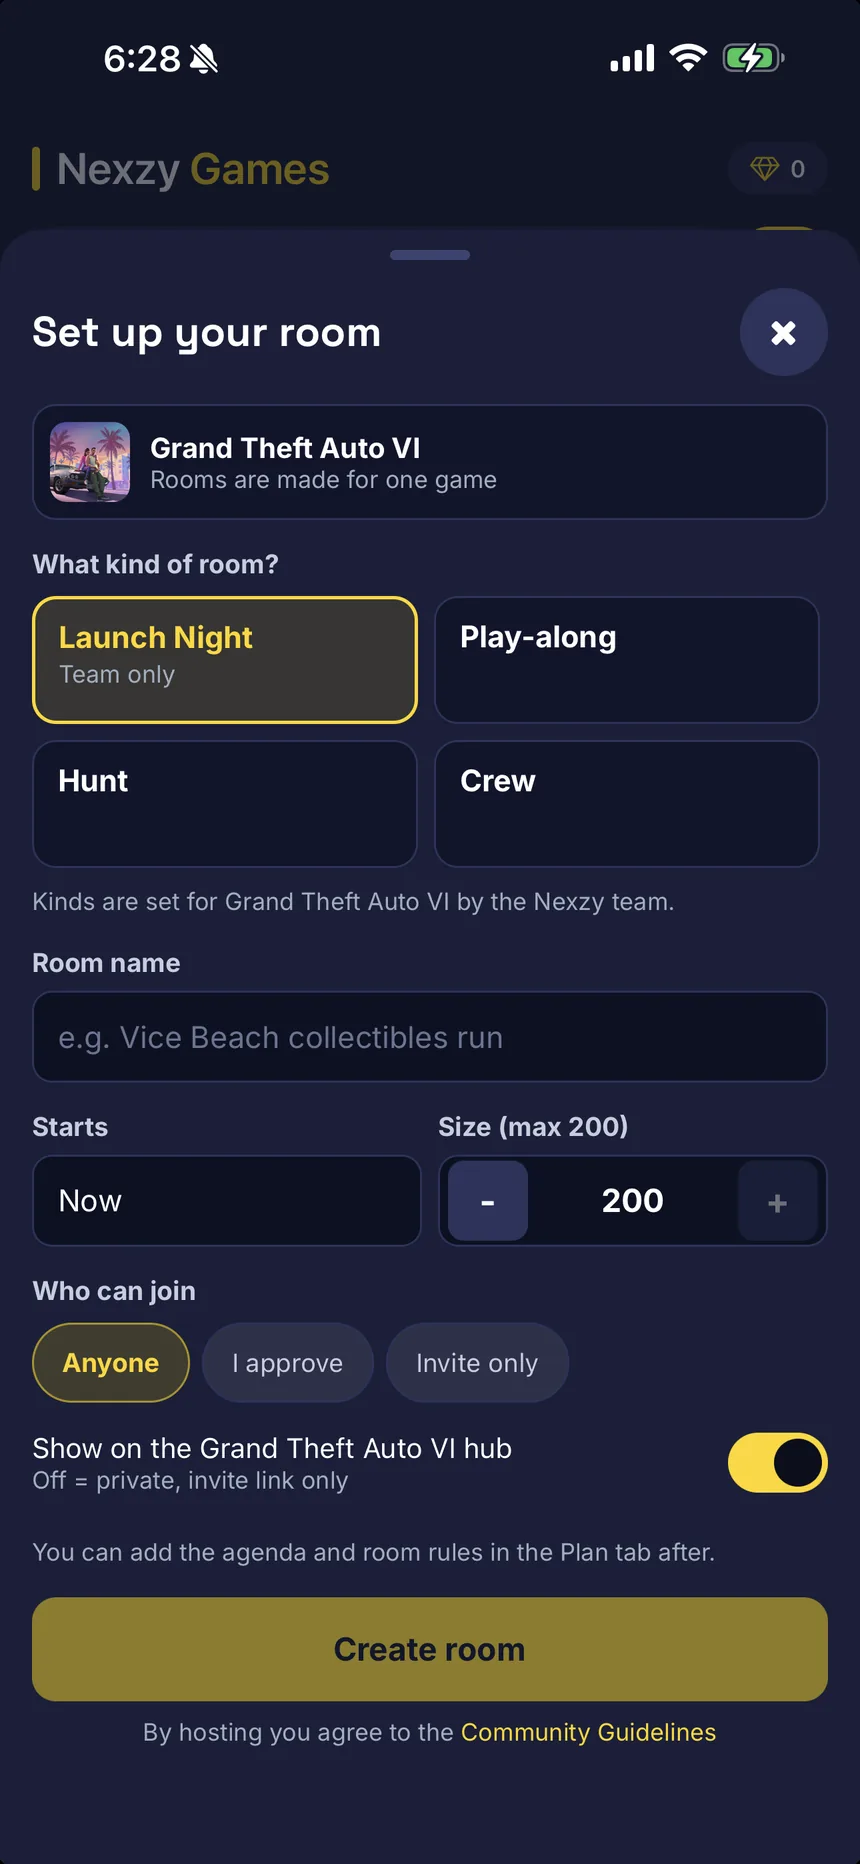 6:28
Nexzy Games
0
Set up your room
Grand Theft Auto VI
Rooms are made for one game
What kind of room?
Launch Night
Team only
Play-along
Hunt
Crew
Kinds are set for Grand Theft Auto VI by the Nexzy team.
Room name
e.g. Vice Beach collectibles run
Starts
Size (max 200)
Now
- 200 +
Who can join
Anyone
I approve
Invite only
Show on the Grand Theft Auto VI hub
Off = private, invite link only
You can add the agenda and room rules in the Plan tab after.
Create room
By hosting you agree to the Community Guidelines